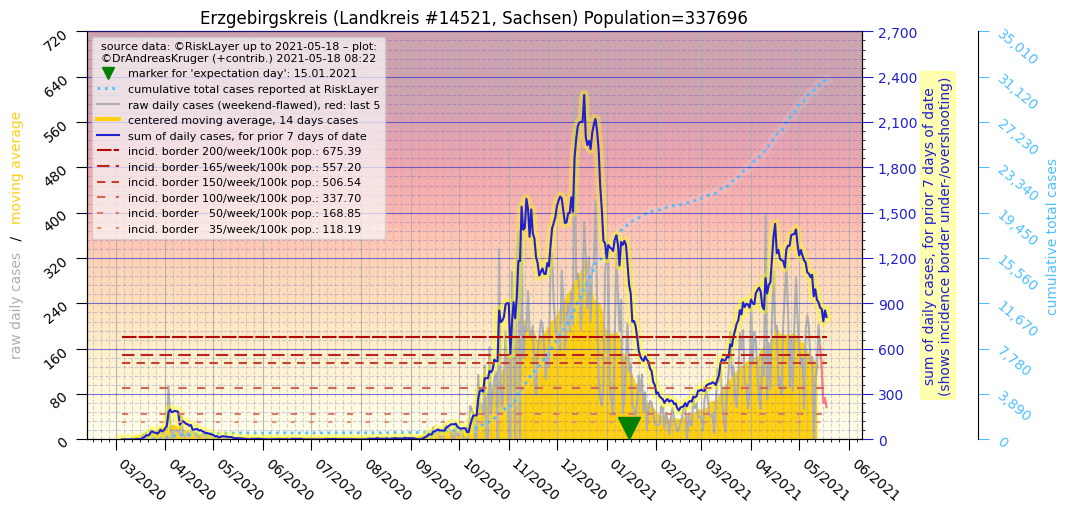 Erzgebirgskreis (Landkreis #14521, Sachsen) Population=337696
source data: ©RiskLayer up to 2021-05-18 – plot:
©DrAndreasKruger (+contrib.) 2021-05-18 08:22
marker for 'expectation day': 15.01.2021
cumulative total cases reported at RiskLayer
raw daily cases (weekend-flawed), red: last 5
centered moving average, 14 days cases
sum of daily cases, for prior 7 days of date
incid. border 200/week/100k pop.: 675.39
incid. border 165/week/100k pop.: 557.20
incid. border 150/week/100k pop.: 506.54
incid. border 100/week/100k pop.: 337.70
incid. border   50/week/100k pop.: 168.85
incid. border   35/week/100k pop.: 118.19
raw daily cases / moving average
720
640
560
480
400
320
240
160
80
0
03/2020
04/2020
05/2020
06/2020
07/2020
08/2020
09/2020
10/2020
11/2020
12/2020
01/2021
02/2021
03/2021
04/2021
05/2021
06/2021
2,700
2,400
2,100
1,800
1,500
1,200
900
600
300
0
sum of daily cases, for prior 7 days of date
(shows incidence border under-/overshooting)
35,010
31,120
27,230
23,340
19,450
15,560
11,670
7,780
3,890
0
cumulative total cases